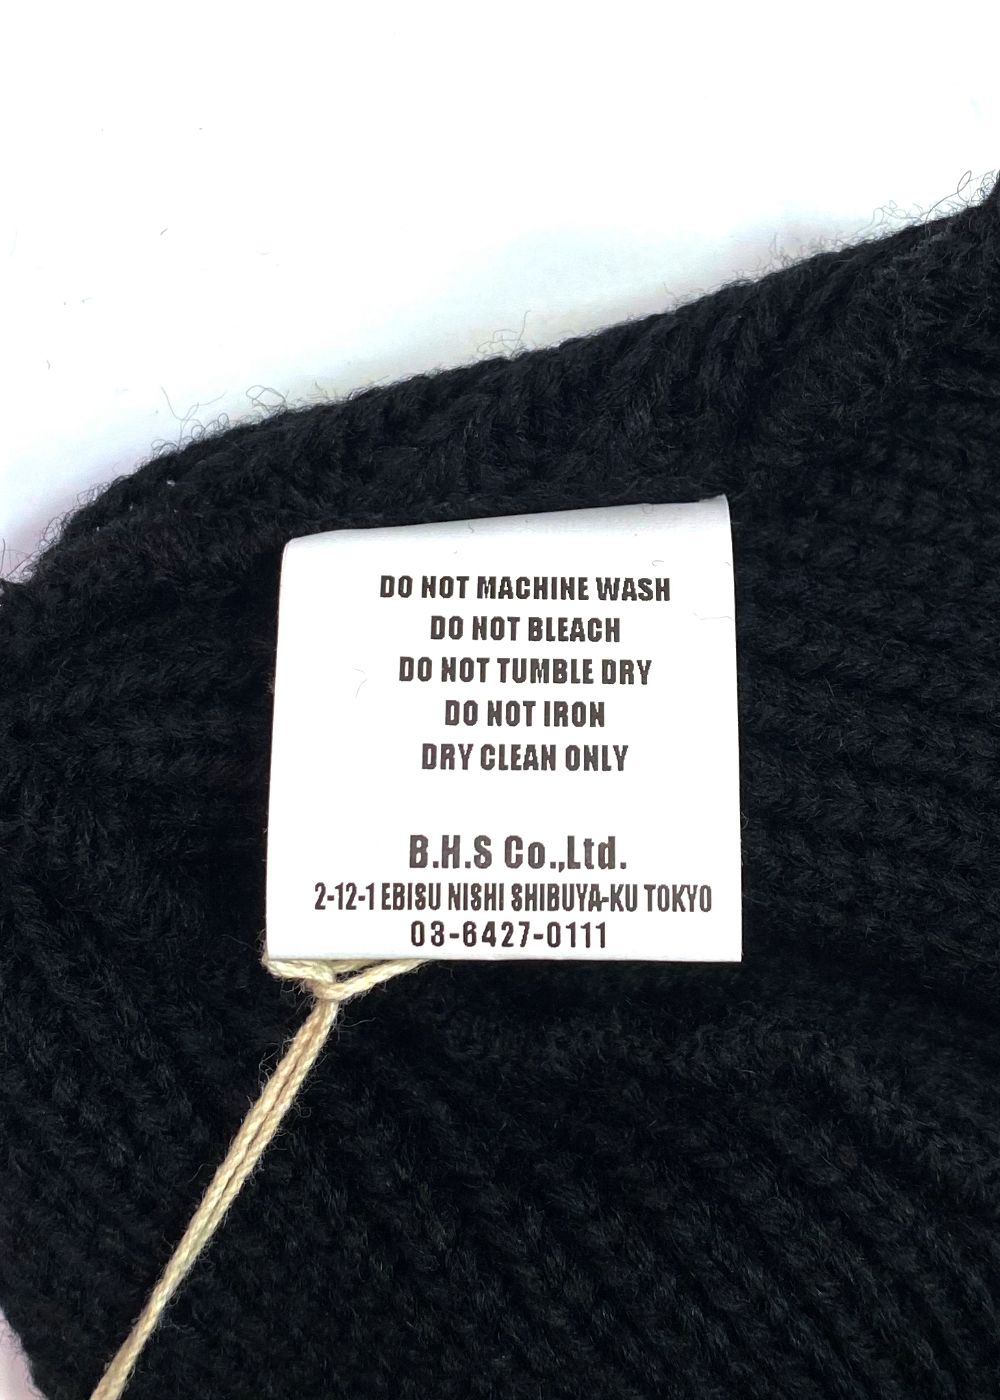 DO NOT MACHINE WASH
DO NOT BLEACH
DO NOT TUMBLE DRY
DO NOT IRON
DRY CLEAN ONLY
B.H.S Co.,Ltd.
2-12-1 EBISU NISHI SHIBUYA-KU TOKYO
03-6427-0111